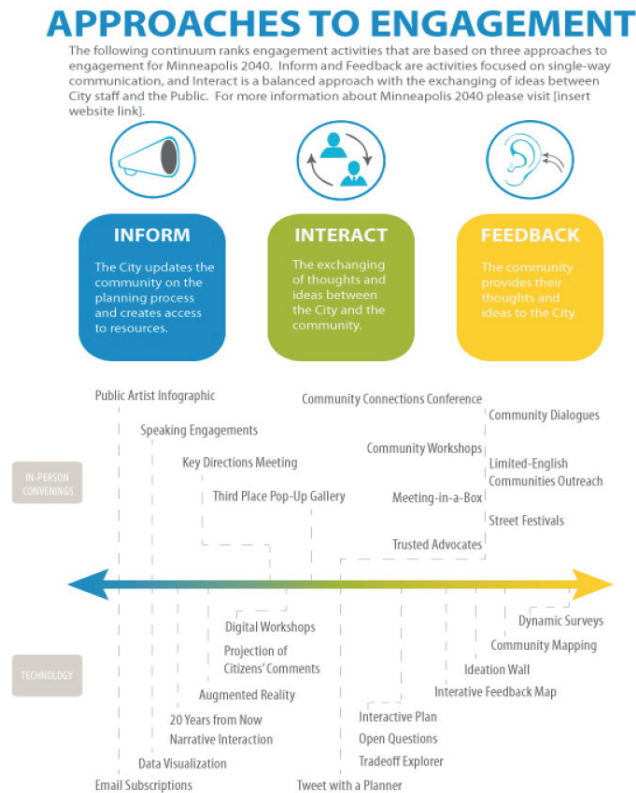 APPROACHES TO ENGAGEMENT
The following continuum ranks engagement activities that are based on three approaches to
engagement for Minneapolis 2040. Inform and Feedback are activities focused on single-way
communication, and Interact is a balanced approach with the exchanging of ideas between
City staff and the Public. For more information about Minneapolis 2040 please visit [insert
website link].
INFORM
The City updates the
community on the
planning process
and creates access
to resources.
INTERACT
The exchanging
of thoughts and
ideas between
the City and the
community.
FEEDBACK
The community
provides their
thoughts and
ideas to the City.
IN-PERSON
CONVENINGS
Public Artist Infographic
Speaking Engagements
Key Directions Meeting
Third Place Pop-Up Gallery
Community Connections Conference
Community Dialogues
Community Workshops
Limited-English
Communities Outreach
Meeting-in-a-Box
Street Festivals
Trusted Advocates
TECHNOLOGY
Digital Workshops
Projection of
Citizens' Comments
Augmented Reality
20 Years from Now
Narrative Interaction
Data Visualization
Email Subscriptions
Dynamic Surveys
Community Mapping
Ideation Wall
Interative Feedback Map
Interactive Plan
Open Questions
Tradeoff Explorer
Tweet with a Planner